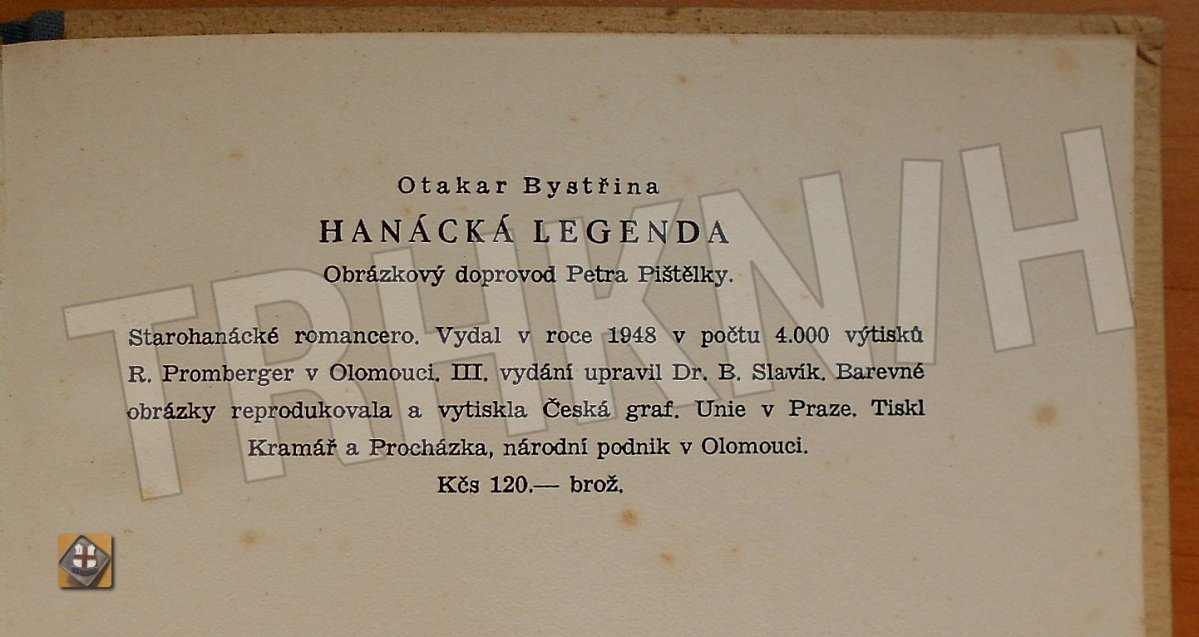 Otakar Bystřina
HANÁCKÁ LEGENDA
Obrázkový doprovod Petra Pištělky.
Starohanácké romancero. Vydal v roce 1948 v počtu 4.000 výtisků
R. Promberger v Olomouci. III. vydání upravil Dr. B. Slavík. Barevné
obrázky reprodukovala a vytiskla Česká graf. Unie v Praze. Tiskl
Kramář a Procházka, národní podnik v Olomouci.
Kčs 120.— brož.
TRHKNIH